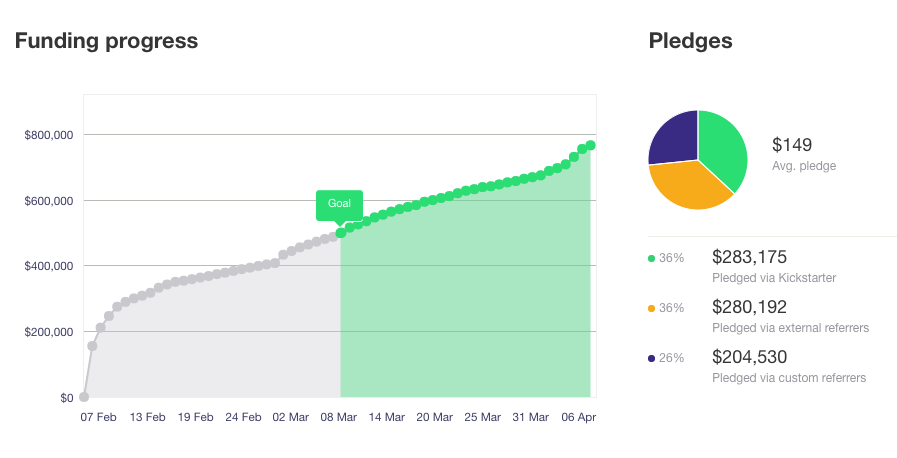 Funding progress
Pledges
$800,000
$600,000
$400,000
$200,000
$0
Goal
07 Feb
13 Feb
19 Feb
24 Feb
02 Mar
08 Mar
14 Mar
20 Mar
25 Mar
31 Mar
06 Apr
$149
Avg. pledge
36%
$283,175
Pledged via Kickstarter
36%
$280,192
Pledged via external referrers
26%
$204,530
Pledged via custom referrers